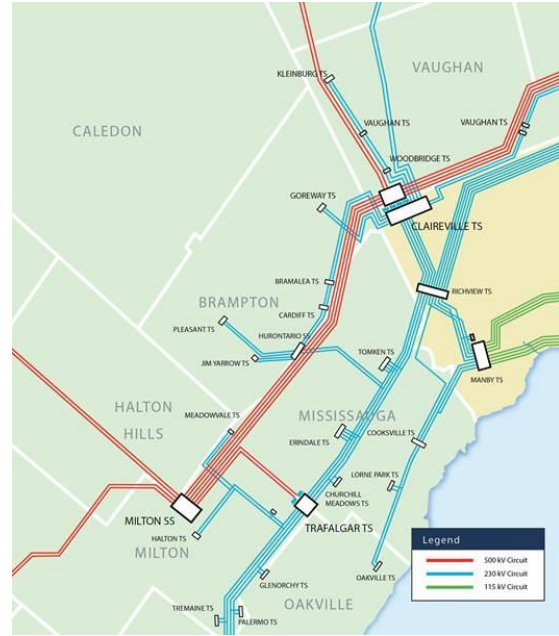 VAUGHAN
KLEINBURG TS
CALEDON
VAUGHAN TS
VAUGHAN TS
WOODBRIDGE TS
GOREWAY TS
CLAIREVILLE TS
BRAMALEA TS
RICHVIEW TS
BRAMPTON
CARDIFF TS
PLEASANT TS
HURONTARIO SS
TOMKEN TS
JIM YARROW TS
MANBY TS
HALTON
HILLS
MEADOWVALE TS
MISSISSAUGA
COOKSVILLE TS
ERINDALE TS
LORNE PARK TS
CHURCHILL
MEADOWS TS
MILTON SS
TRAFALGAR TS
HALTON TS
MILTON
Legend
500 kV Circuit
230 kV Circuit
115 kV Circuit
OAKVILLE TS
GLENORCHY TS
OAKVILLE
TREMAINE TS
PALERMO TS